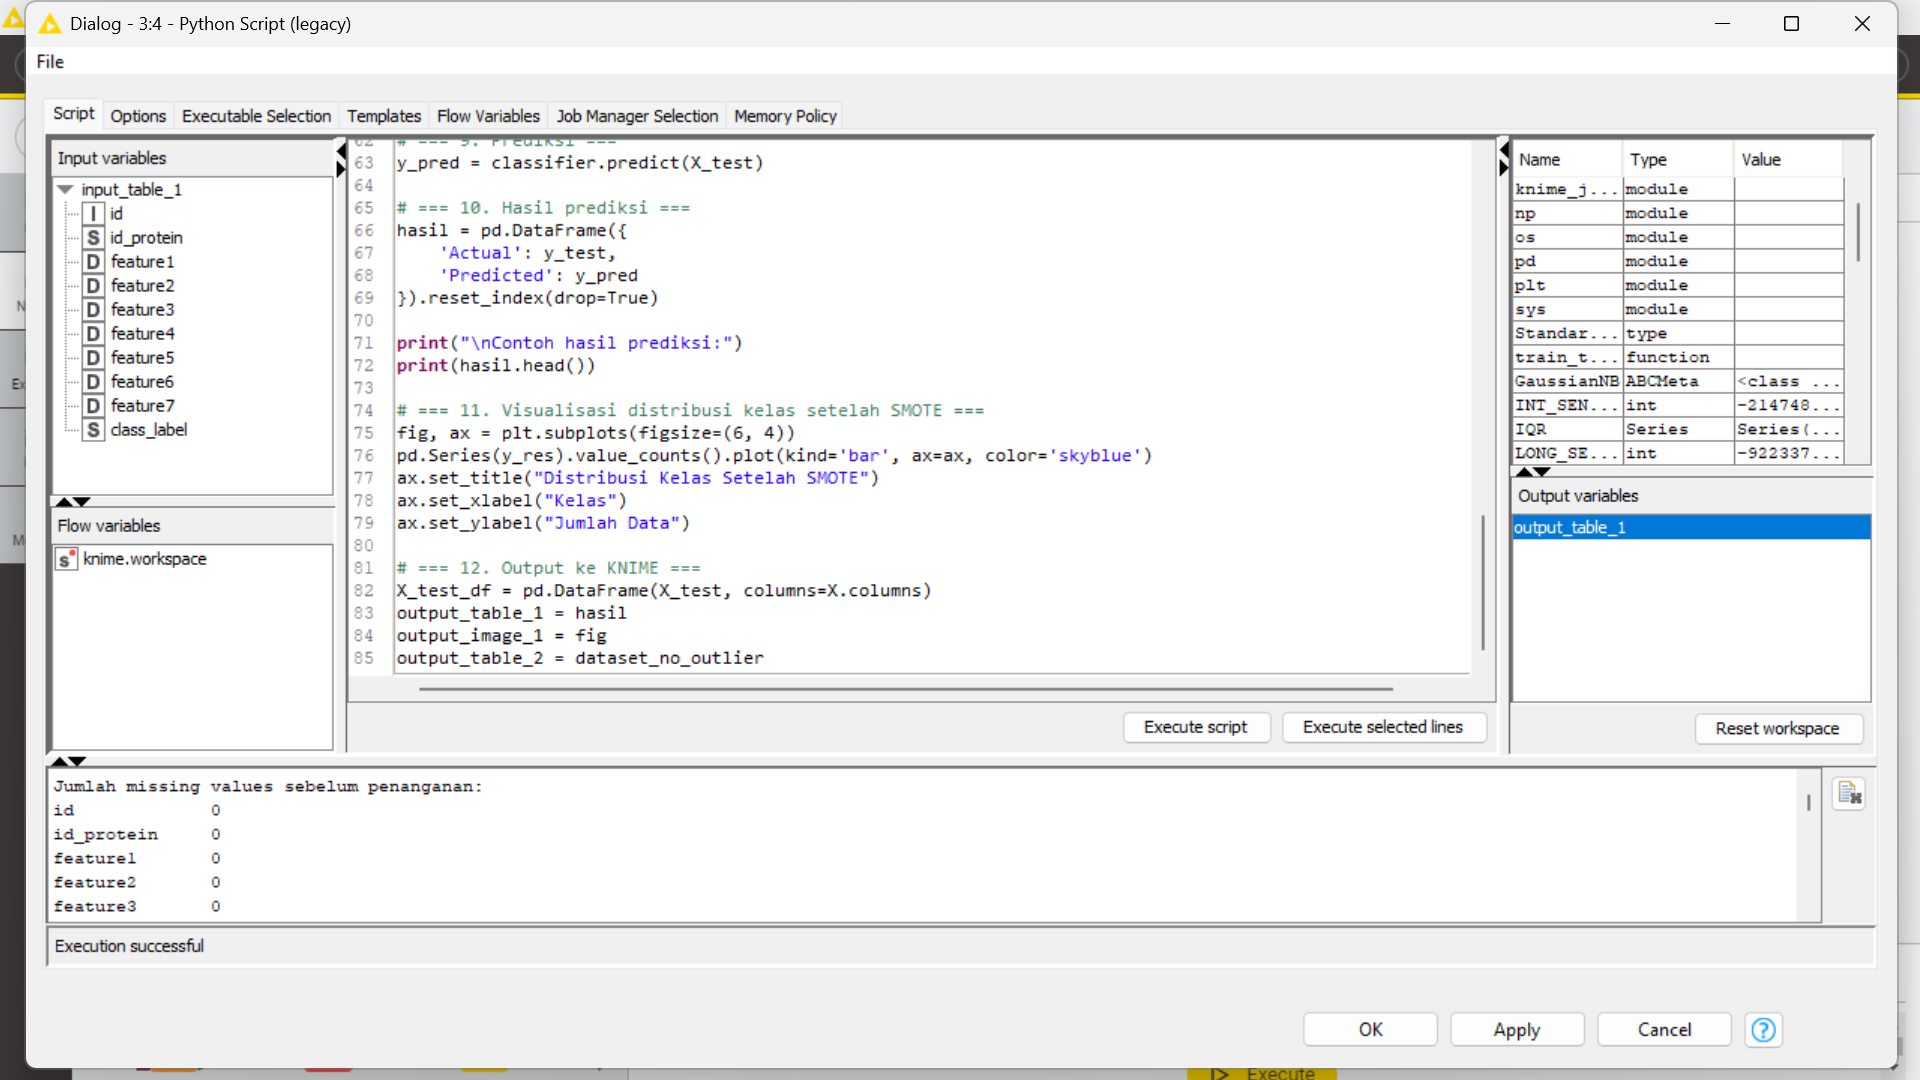 Dialog - 3:4 - Python Script (legacy)
File
Script Options Executable Selection Templates Flow Variables Job Manager Selection Memory Policy
Input variables
input_table_1
I id
S id_protein
D feature1
D feature2
D feature3
D feature4
D feature5
D feature6
D feature7
S class_label
Flow variables
s knime.workspace
62 # === 9. Prediksi ===
63 y_pred = classifier.predict(X_test)
64
65 # === 10. Hasil prediksi ===
66 hasil = pd.DataFrame({
67 'Actual': y_test,
68 'Predicted': y_pred
69 }).reset_index(drop=True)
70
71 print("\nContoh hasil prediksi:")
72 print(hasil.head())
73
74 # === 11. Visualisasi distribusi kelas setelah SMOTE ===
75 fig, ax = plt.subplots(figsize=(6, 4))
76 pd.Series(y_res).value_counts().plot(kind='bar', ax=ax, color='skyblue')
77 ax.set_title("Distribusi Kelas Setelah SMOTE")
78 ax.set_xlabel("Kelas")
79 ax.set_ylabel("Jumlah Data")
80
81 # === 12. Output ke KNIME ===
82 X_test_df = pd.DataFrame(X_test, columns=X.columns)
83 output_table_1 = hasil
84 output_image_1 = fig
85 output_table_2 = dataset_no_outlier
Execute script Execute selected lines
Name Type Value
knime_j... module
np module
os module
pd module
plt module
sys module
Standar... type
train_t... function
GaussianNB ABCMeta <class ...
INT_SEN... int -214748...
IQR Series Series(...
LONG_SE... int -922337...
Output variables
output_table_1
Reset workspace
Jumlah missing values sebelum penanganan:
id 0
id_protein 0
feature1 0
feature2 0
feature3 0
Execution successful
OK Apply Cancel ?
Execute